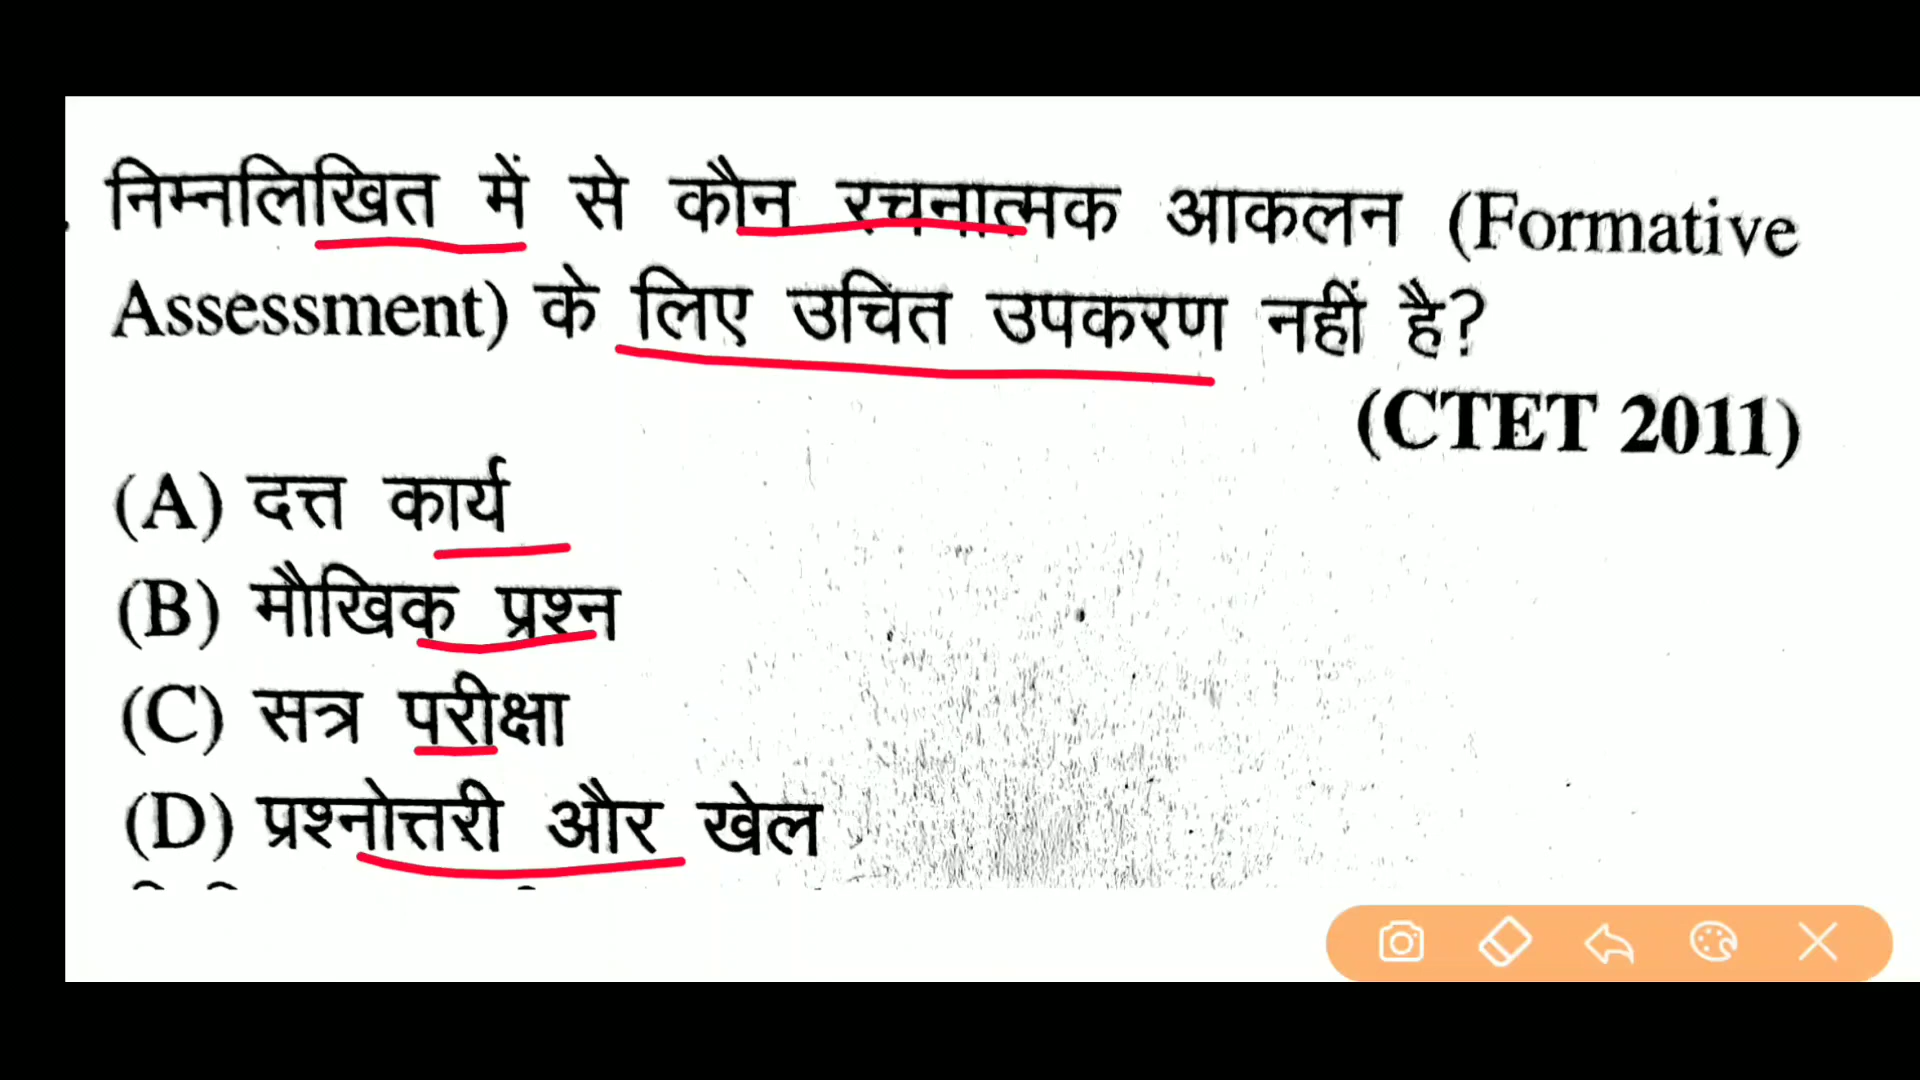 निम्नलिखित में से कौन रचनात्मक आकलन (Formative
Assessment) के लिए उचित उपकरण नहीं है?
(CTET 2011)
(A) दत्त कार्य
(B) मौखिक प्रश्न
(C) सत्र परीक्षा
(D) प्रश्नोत्तरी और खेल